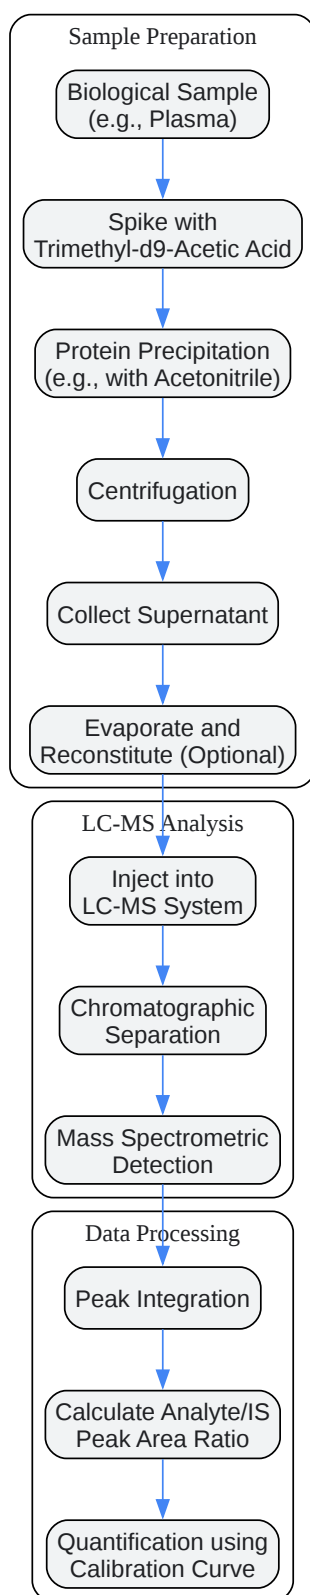 Sample Preparation
Biological Sample
(e.g., Plasma)
Spike with
Trimethyl-d9-Acetic Acid
Protein Precipitation
(e.g., with Acetonitrile)
Centrifugation
Collect Supernatant
Evaporate and
Reconstitute (Optional)
LC-MS Analysis
Inject into
LC-MS System
Chromatographic
Separation
Mass Spectrometric
Detection
Data Processing
Peak Integration
Calculate Analyte/IS
Peak Area Ratio
Quantification using
Calibration Curve